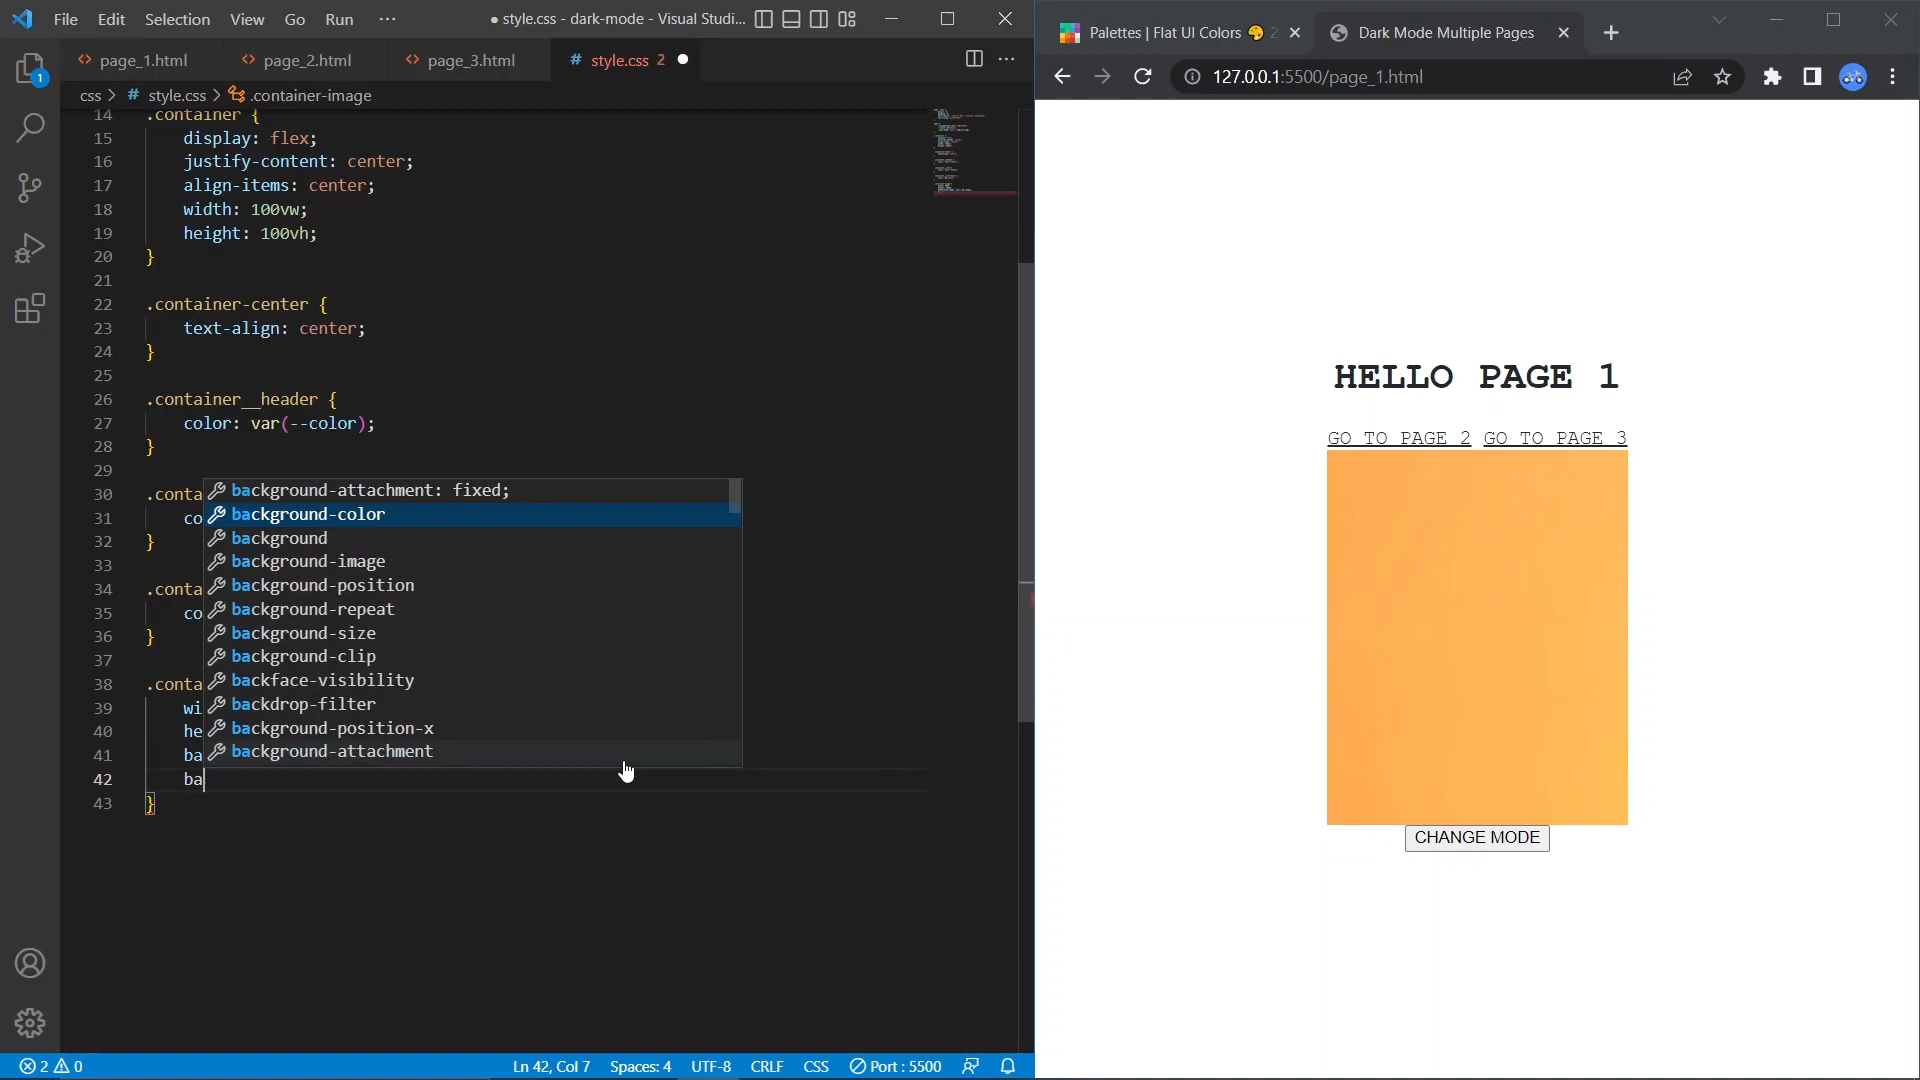 File Edit Selection View Go Run ⋯
● style.css - dark-mode - Visual Studi...
page_1.html page_2.html page_3.html # style.css 2 ●
css > # style.css > .container-image
14 .container {
15 display: flex;
16 justify-content: center;
17 align-items: center;
18 width: 100vw;
19 height: 100vh;
20 }
21
22 .container-center {
23 text-align: center;
24 }
25
26 .container__header {
27 color: var(--color);
28 }
29
30 .conta
31 co
32 }
33
34 .conta
35 co
36 }
37
38 .conta
39 wi
40 he
41 ba
42 ba
43 }
background-attachment: fixed;
background-color
background
background-image
background-position
background-repeat
background-size
background-clip
backface-visibility
backdrop-filter
background-position-x
background-attachment
1
2 0
Ln 42, Col 7 Spaces: 4 UTF-8 CRLF CSS Port : 5500
Palettes | Flat UI Colors 2
Dark Mode Multiple Pages
127.0.0.1:5500/page_1.html
HELLO PAGE 1
GO TO PAGE 2 GO TO PAGE 3
CHANGE MODE